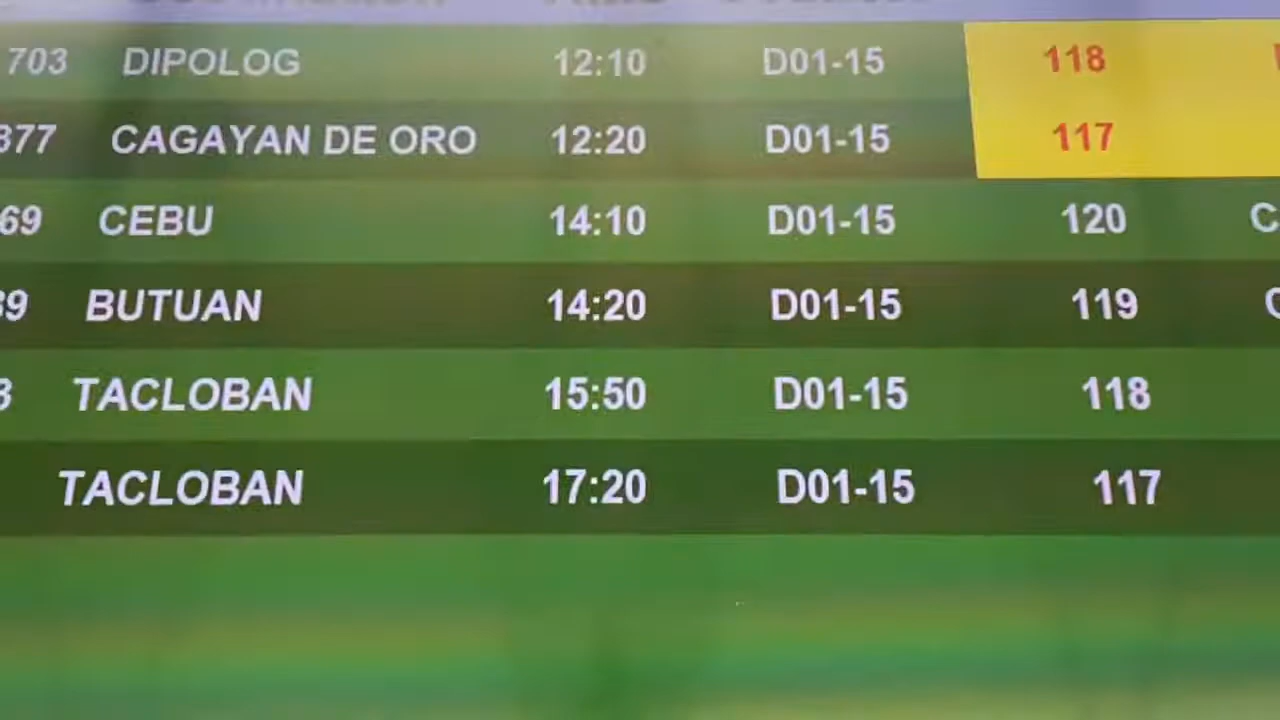 703 DIPOLOG 12:10 D01-15 118
377 CAGAYAN DE ORO 12:20 D01-15 117
69 CEBU 14:10 D01-15 120
39 BUTUAN 14:20 D01-15 119
3 TACLOBAN 15:50 D01-15 118
TACLOBAN 17:20 D01-15 117